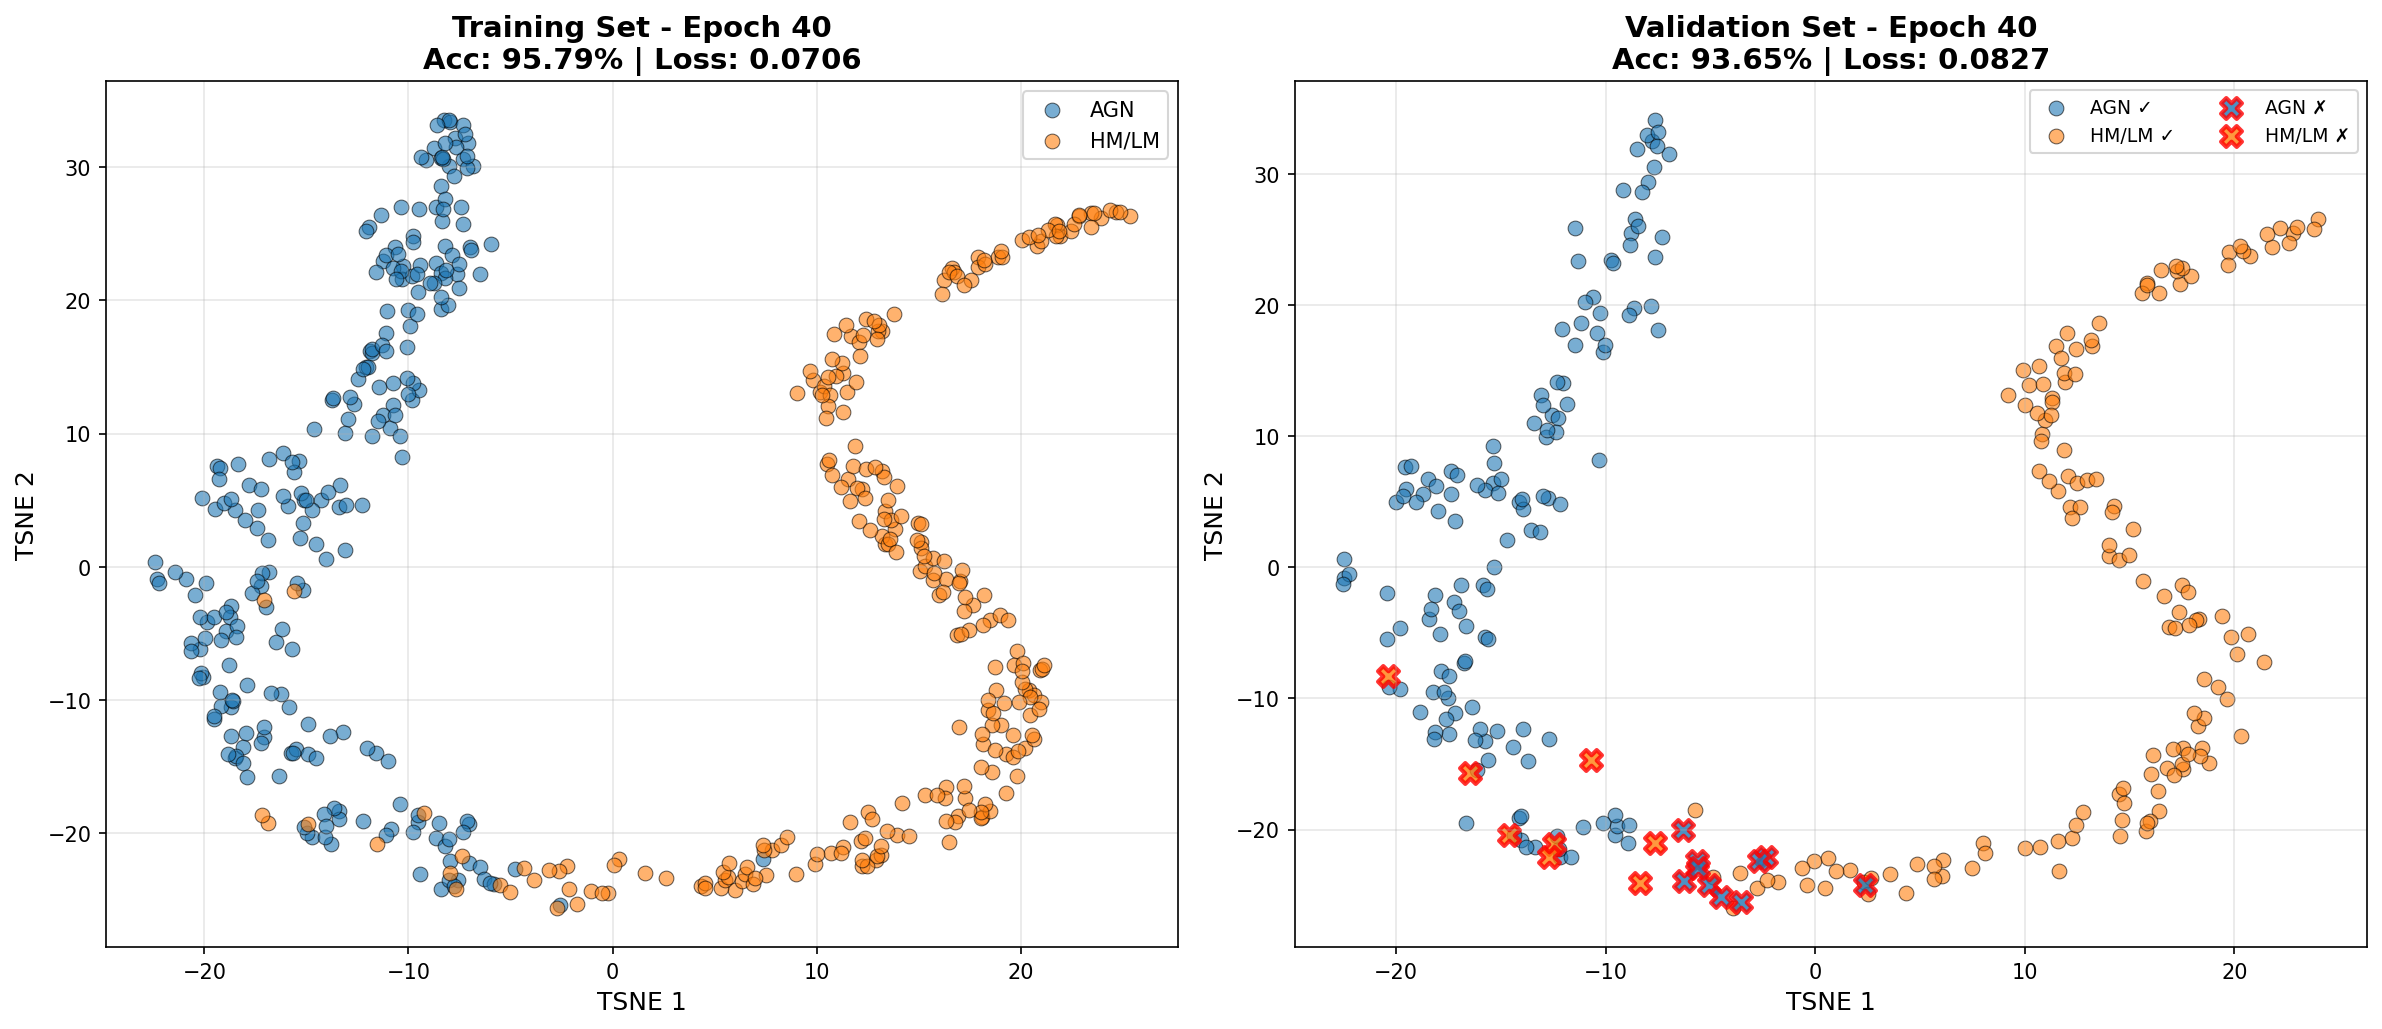 Training Set - Epoch 40
Acc: 95.79% | Loss: 0.0706
AGN
HM/LM
30
20
10
0
−10
−20
−20
−10
0
10
20
TSNE 1
TSNE 2
Validation Set - Epoch 40
Acc: 93.65% | Loss: 0.0827
AGN ✓
HM/LM ✓
AGN ✗
HM/LM ✗
30
20
10
0
−10
−20
−20
−10
0
10
20
TSNE 1
TSNE 2